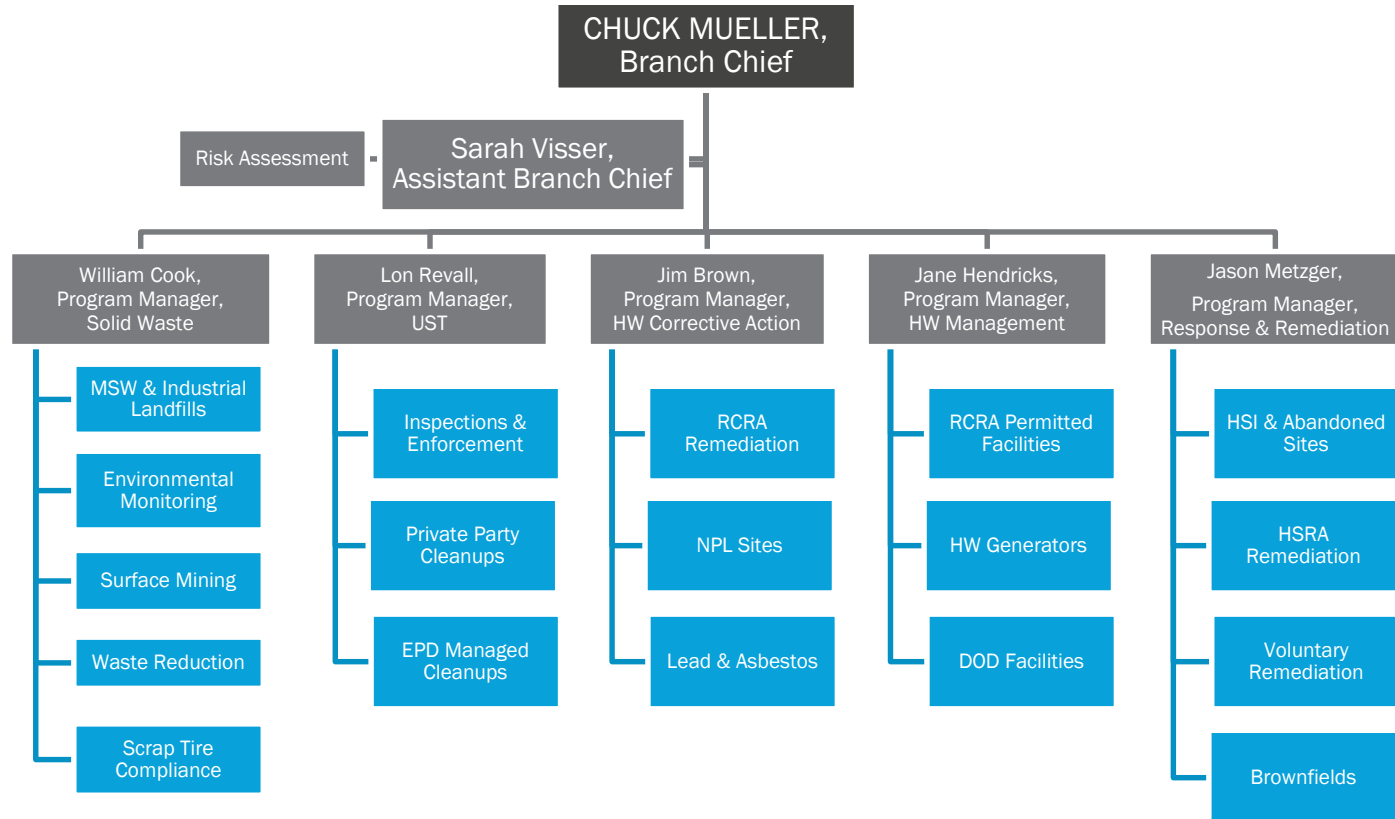 CHUCK MUELLER,
Branch Chief
Risk Assessment
Sarah Visser,
Assistant Branch Chief
William Cook,
Program Manager,
Solid Waste
MSW & Industrial
Landfills
Environmental
Monitoring
Surface Mining
Waste Reduction
Scrap Tire
Compliance
Lon Revall,
Program Manager,
UST
Inspections &
Enforcement
Private Party
Cleanups
EPD Managed
Cleanups
Jim Brown,
Program Manager,
HW Corrective Action
RCRA
Remediation
NPL Sites
Lead & Asbestos
Jane Hendricks,
Program Manager,
HW Management
RCRA Permitted
Facilities
HW Generators
DOD Facilities
Jason Metzger,
Program Manager,
Response & Remediation
HSI & Abandoned
Sites
HSRA
Remediation
Voluntary
Remediation
Brownfields